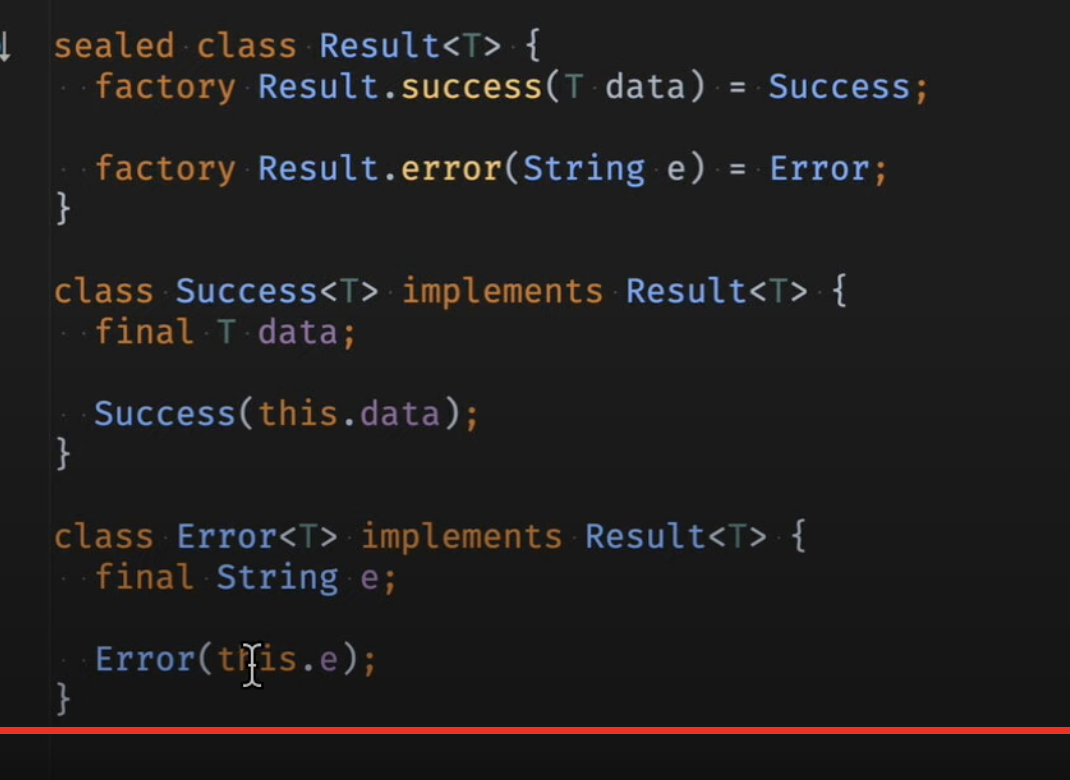 sealed class Result<T> {
  factory Result.success(T data) = Success;
  factory Result.error(String e) = Error;
}
class Success<T> implements Result<T> {
  final T data;
  Success(this.data);
}
class Error<T> implements Result<T> {
  final String e;
  Error(this.e);
}